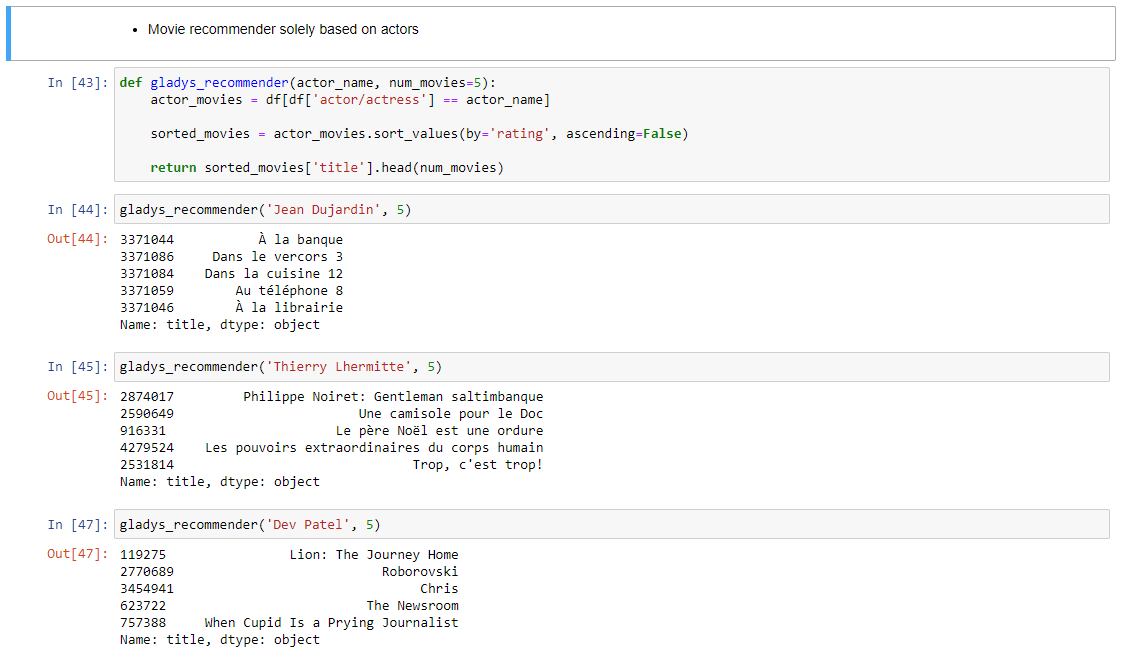 • Movie recommender solely based on actors
In [43]: def gladys_recommender(actor_name, num_movies=5):
    actor_movies = df[df['actor/actress'] == actor_name]
    sorted_movies = actor_movies.sort_values(by='rating', ascending=False)
    return sorted_movies['title'].head(num_movies)
In [44]: gladys_recommender('Jean Dujardin', 5)
Out[44]: 3371044 À la banque
3371086 Dans le vercors 3
3371084 Dans la cuisine 12
3371059 Au téléphone 8
3371046 À la librairie
Name: title, dtype: object
In [45]: gladys_recommender('Thierry Lhermitte', 5)
Out[45]: 2874017 Philippe Noiret: Gentleman saltimbanque
2590649 Une camisole pour le Doc
916331 Le père Noël est une ordure
4279524 Les pouvoirs extraordinaires du corps humain
2531814 Trop, c'est trop!
Name: title, dtype: object
In [47]: gladys_recommender('Dev Patel', 5)
Out[47]: 119275 Lion: The Journey Home
2770689 Roborovski
3454941 Chris
623722 The Newsroom
757388 When Cupid Is a Prying Journalist
Name: title, dtype: object